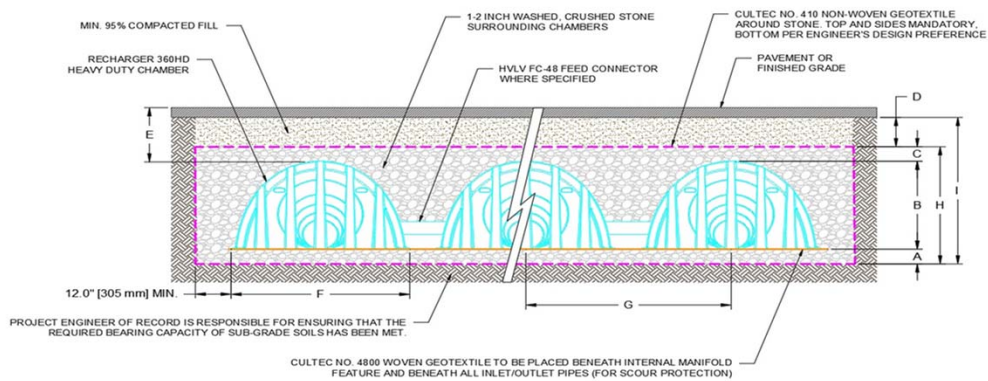 MIN. 95% COMPACTED FILL
1-2 INCH WASHED, CRUSHED STONE
SURROUNDING CHAMBERS
CULTEC NO. 410 NON-WOVEN GEOTEXTILE
AROUND STONE. TOP AND SIDES MANDATORY,
BOTTOM PER ENGINEER'S DESIGN PREFERENCE
RECHARGER 360HD
HEAVY DUTY CHAMBER
HVLV FC-48 FEED CONNECTOR
WHERE SPECIFIED
PAVEMENT OR
FINISHED GRADE
D
E
C
B
H
I
A
12.0" [305 mm] MIN.
F
G
PROJECT ENGINEER OF RECORD IS RESPONSIBLE FOR ENSURING THAT THE
REQUIRED BEARING CAPACITY OF SUB-GRADE SOILS HAS BEEN MET.
CULTEC NO. 4800 WOVEN GEOTEXTILE TO BE PLACED BENEATH INTERNAL MANIFOLD
FEATURE AND BENEATH ALL INLET/OUTLET PIPES (FOR SCOUR PROTECTION)